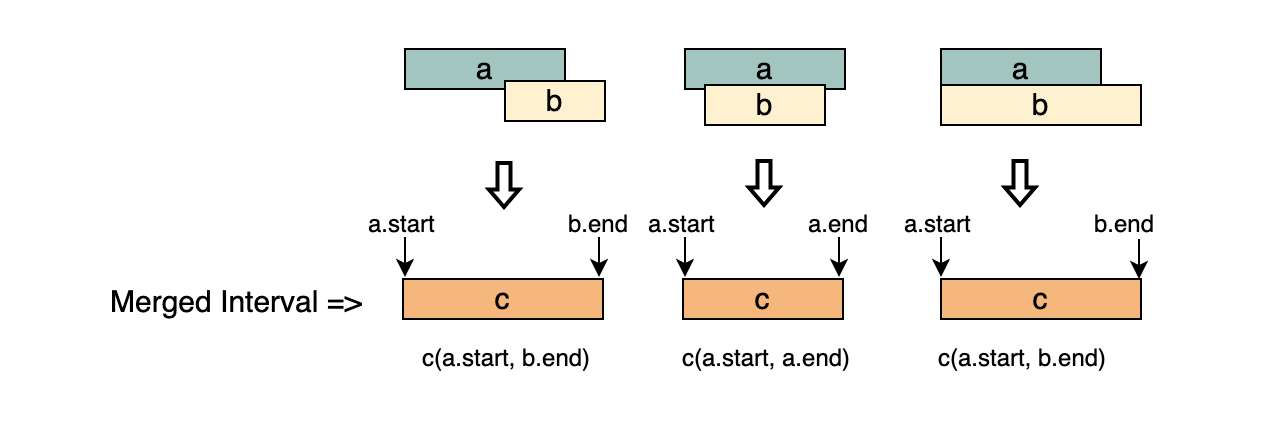 a
b
a
b
a
b
a.start
b.end
a.start
a.end
a.start
b.end
Merged Interval =>
c
c
c
c(a.start, b.end)
c(a.start, a.end)
c(a.start, b.end)